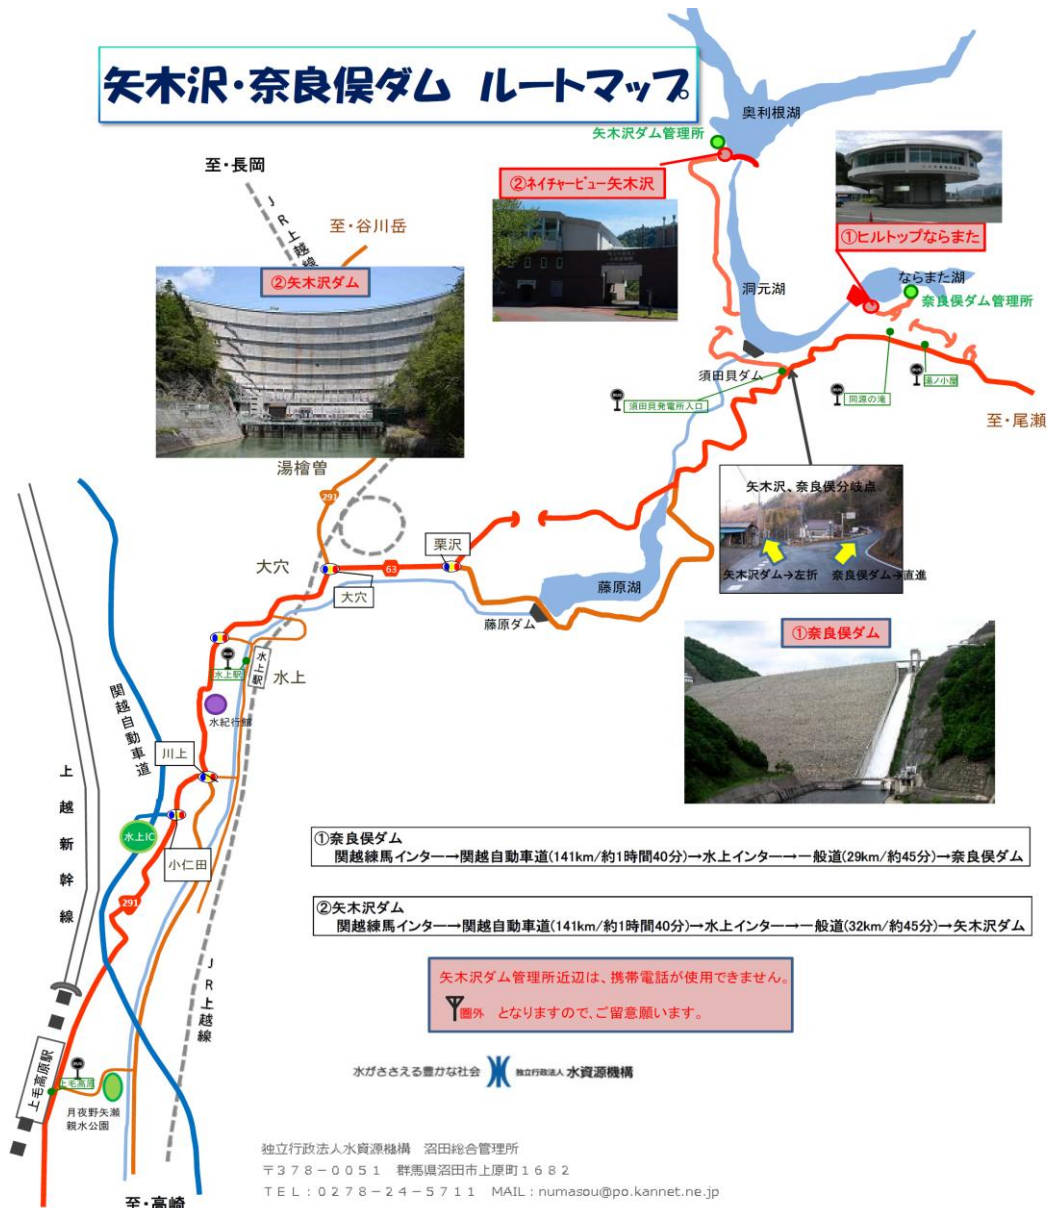 矢木沢・奈良俣ダム ルートマップ
奥利根湖
矢木沢ダム管理所
至・長岡
JR上越線
②ネイチャービュー矢木沢
至・谷川岳
①ヒルトップならまた
②矢木沢ダム
ならまた湖
洞元湖
奈良俣ダム管理所
須田貝ダム
BUS
湯ノ小屋
BUS
須田貝発電所入口
BUS
洞源の滝
至・尾瀬
湯檜曽
矢木沢、奈良俣分岐点
291
栗沢
大穴
63
矢木沢ダム→左折
奈良俣ダム→直進
藤原湖
大穴
藤原ダム
①奈良俣ダム
BUS
水上駅
水上駅
水上
関越自動車道
水紀行館
川上
上越新幹線
水上IC
小仁田
①奈良俣ダム
関越練馬インター→関越自動車道(141km/約1時間40分)→水上インター→一般道(29km/約45分)→奈良俣ダム
291
②矢木沢ダム
関越練馬インター→関越自動車道(141km/約1時間40分)→水上インター→一般道(32km/約45分)→矢木沢ダム
JR上越線
矢木沢ダム管理所近辺は、携帯電話が使用できません。
圏外 となりますので、ご留意願います。
上毛高原駅
BUS
上毛高原
水がささえる豊かな社会 独立行政法人 水資源機構
月夜野矢瀬
親水公園
独立行政法人水資源機構 沼田総合管理所
〒378-0051 群馬県沼田市上原町1682
TEL:0278-24-5711 MAIL:numasou@po.kannet.ne.jp
至・高崎